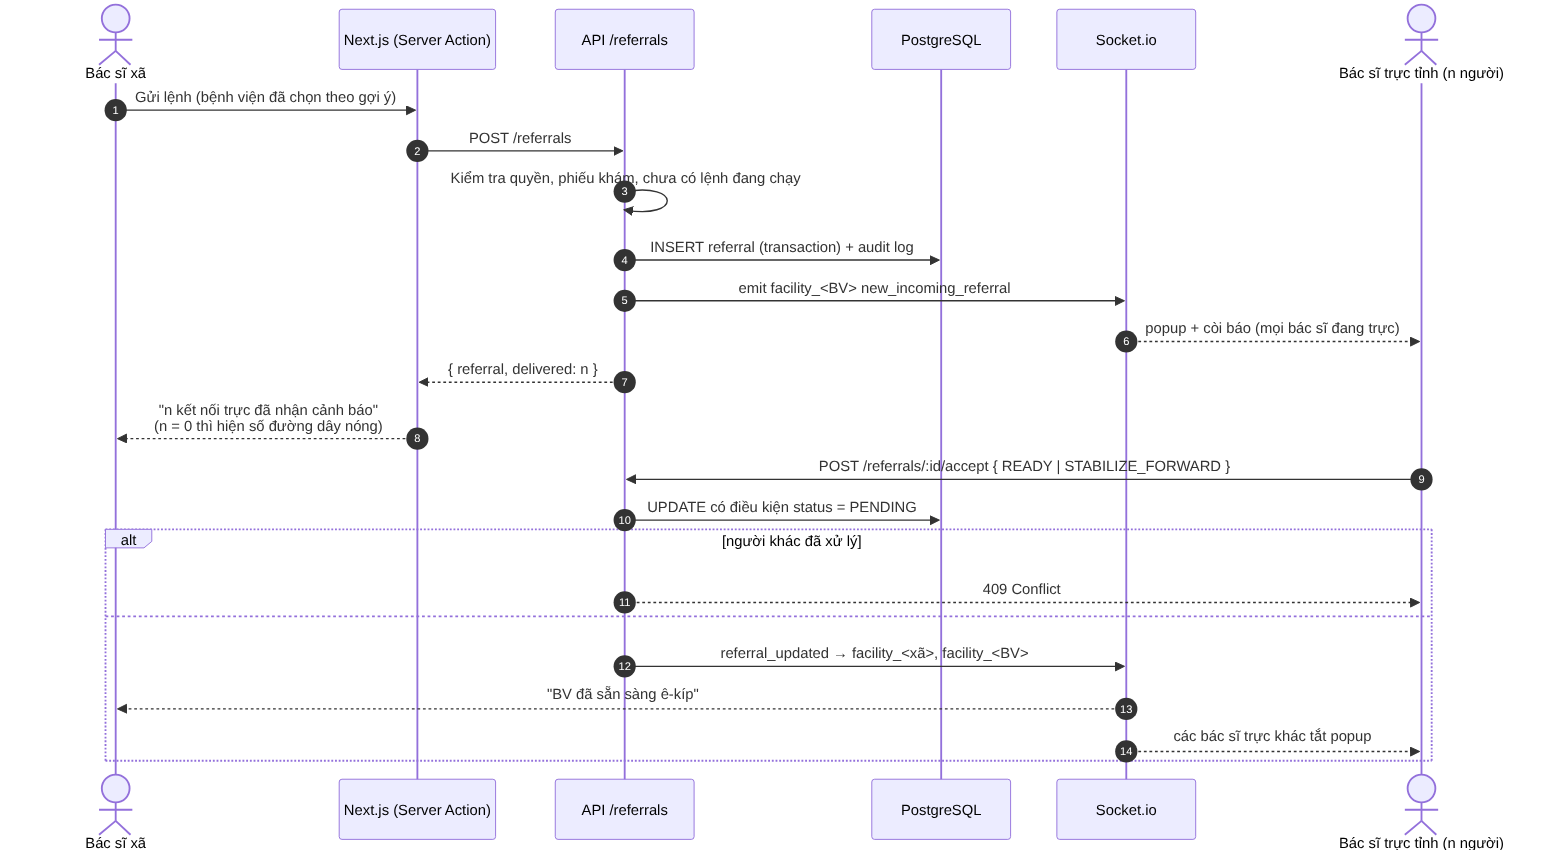 Bác sĩ xã
Next.js (Server Action)
API /referrals
PostgreSQL
Socket.io
Bác sĩ trực tỉnh (n người)
1
Gửi lệnh (bệnh viện đã chọn theo gợi ý)
2
POST /referrals
Kiểm tra quyền, phiếu khám, chưa có lệnh đang chạy
3
4
INSERT referral (transaction) + audit log
5
emit facility_<BV> new_incoming_referral
6
popup + còi báo (mọi bác sĩ đang trực)
{ referral, delivered: n }
7
"n kết nối trực đã nhận cảnh báo"
(n = 0 thì hiện số đường dây nóng)
8
POST /referrals/:id/accept { READY | STABILIZE_FORWARD }
9
10
UPDATE có điều kiện status = PENDING
alt
[người khác đã xử lý]
11
409 Conflict
12
referral_updated → facility_<xã>, facility_<BV>
"BV đã sẵn sàng ê-kíp"
13
14
các bác sĩ trực khác tắt popup
Bác sĩ xã
Next.js (Server Action)
API /referrals
PostgreSQL
Socket.io
Bác sĩ trực tỉnh (n người)